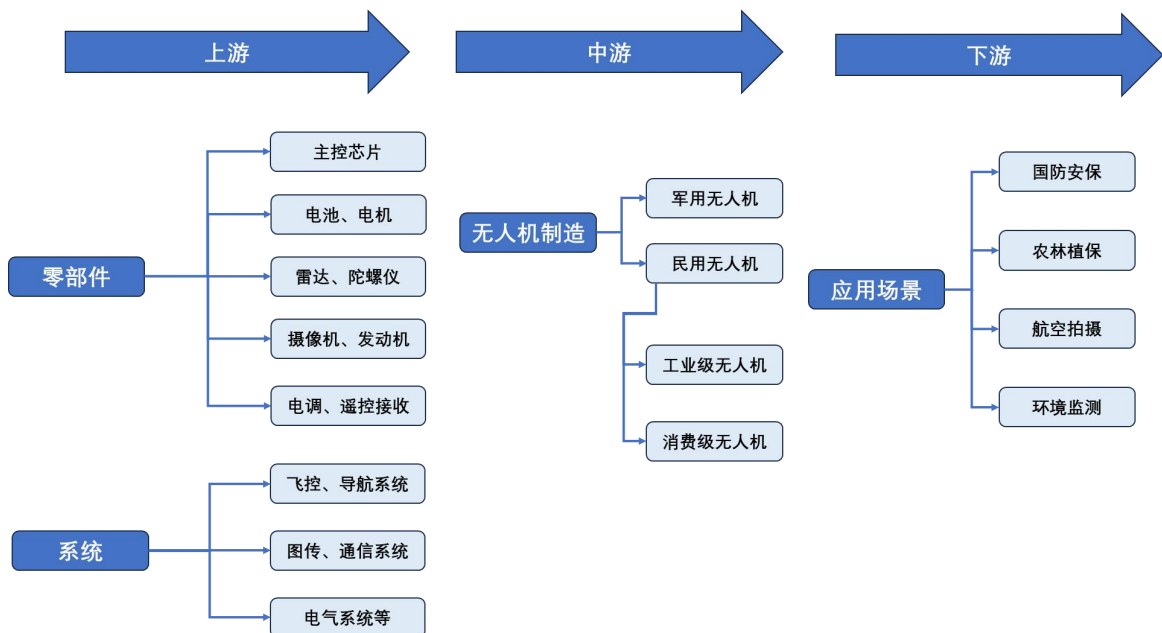 上游
中游
下游
零部件
主控芯片
电池、电机
雷达、陀螺仪
摄像机、发动机
电调、遥控接收
系统
飞控、导航系统
图传、通信系统
电气系统等
无人机制造
军用无人机
民用无人机
工业级无人机
消费级无人机
应用场景
国防安保
农林植保
航空拍摄
环境监测